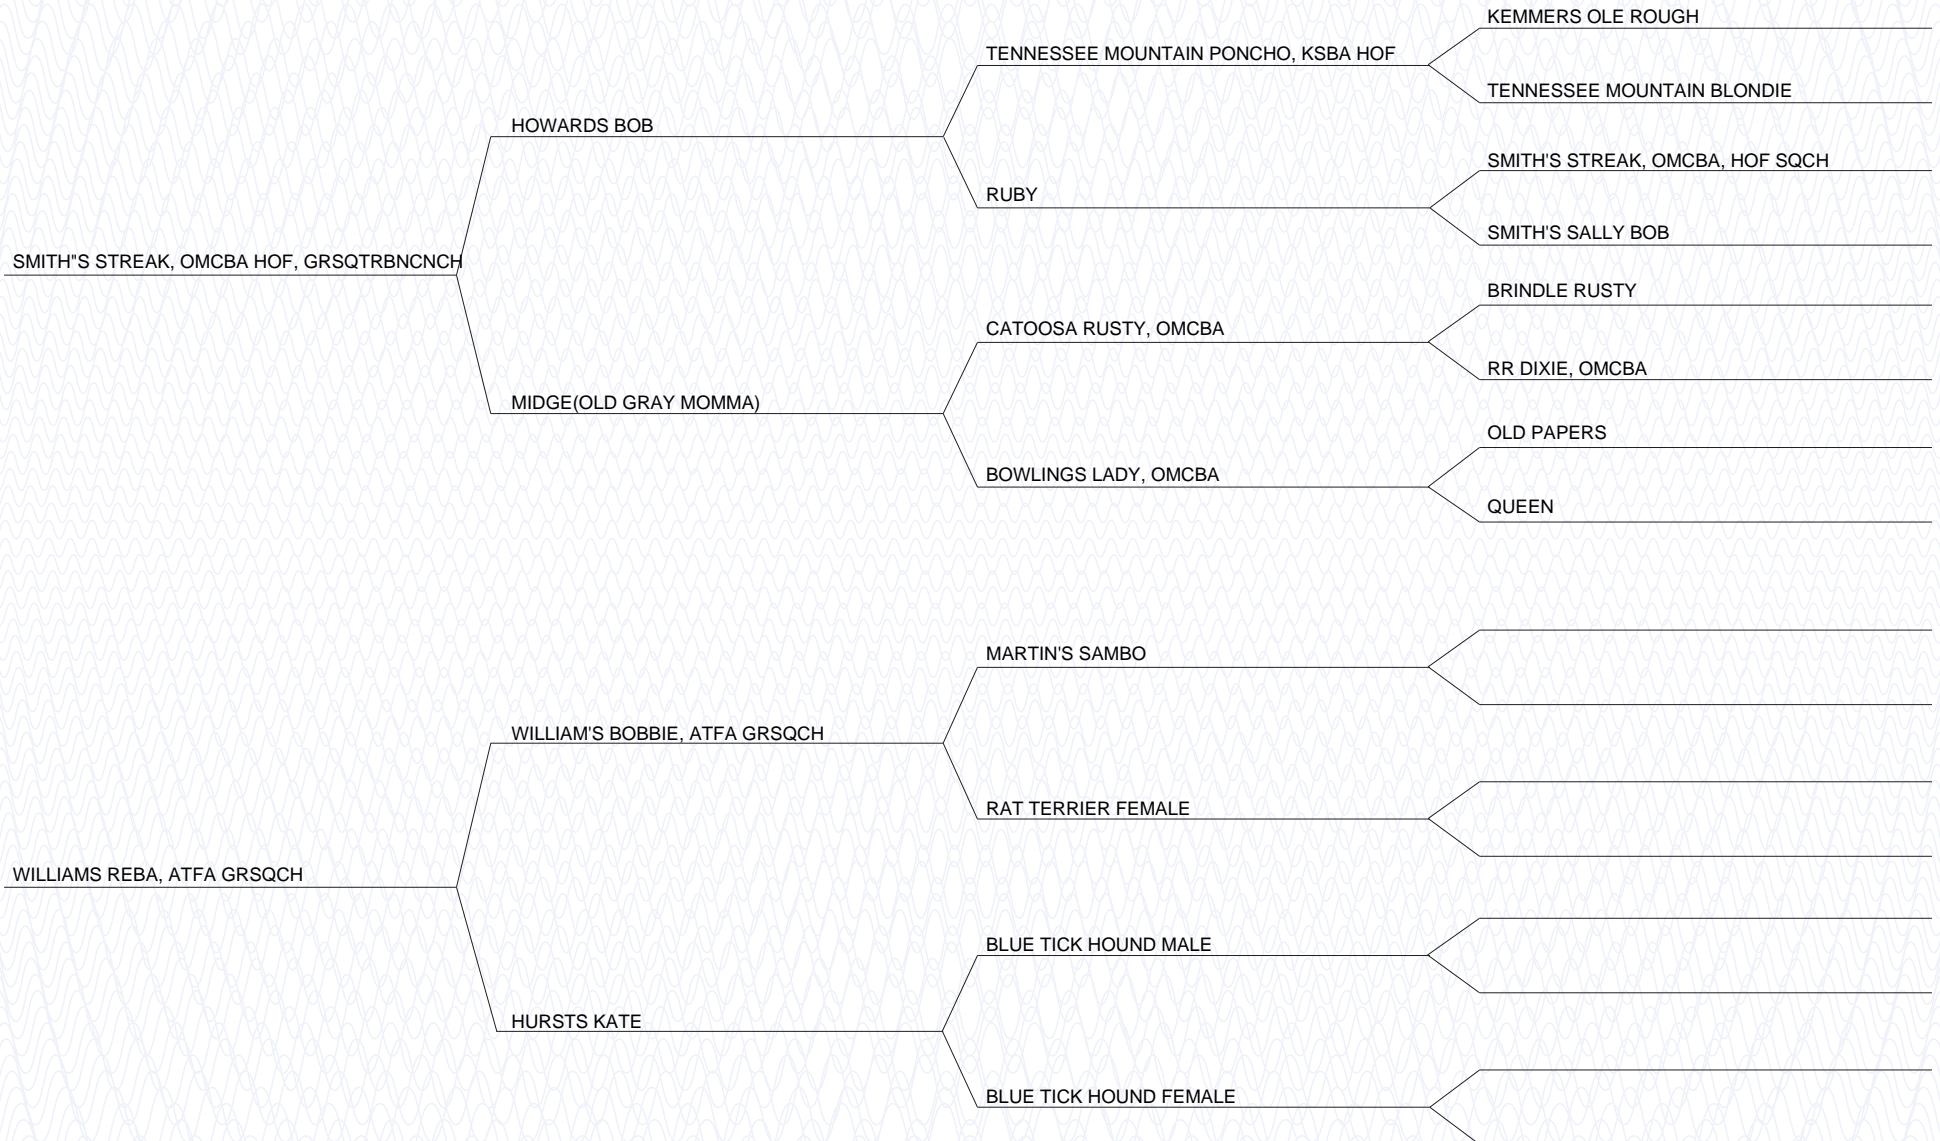 KEMMERS OLE ROUGH
TENNESSEE MOUNTAIN PONCHO, KSBA HOF
TENNESSEE MOUNTAIN BLONDIE
HOWARDS BOB
SMITH'S STREAK, OMCBA, HOF SQCH
RUBY
SMITH'S SALLY BOB
SMITH"S STREAK, OMCBA HOF, GRSQTRBNCNCH
BRINDLE RUSTY
CATOOSA RUSTY, OMCBA
RR DIXIE, OMCBA
MIDGE(OLD GRAY MOMMA)
OLD PAPERS
BOWLINGS LADY, OMCBA
QUEEN
MARTIN'S SAMBO
WILLIAM'S BOBBIE, ATFA GRSQCH
RAT TERRIER FEMALE
WILLIAMS REBA, ATFA GRSQCH
BLUE TICK HOUND MALE
HURSTS KATE
BLUE TICK HOUND FEMALE